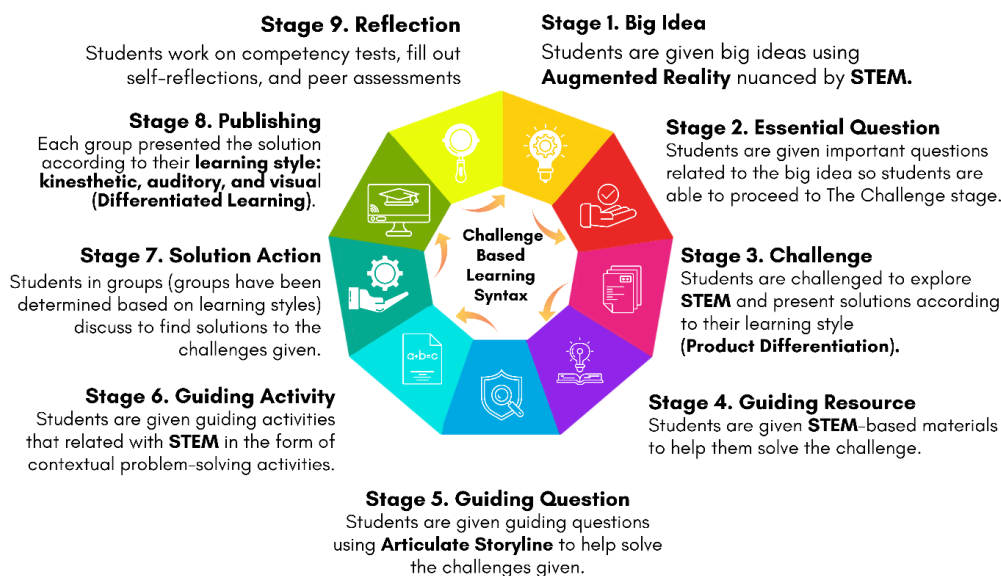 Stage 1. Big Idea
Students are given big ideas using
Augmented Reality nuanced by STEM.
Stage 2. Essential Question
Students are given important questions
related to the big idea so students are
able to proceed to The Challenge stage.
Stage 3. Challenge
Students are challenged to explore
STEM and present solutions according
to their learning style
(Product Differentiation).
Stage 4. Guiding Resource
Students are given STEM-based materials
to help them solve the challenge.
Stage 5. Guiding Question
Students are given guiding questions
using Articulate Storyline to help solve
the challenges given.
Stage 6. Guiding Activity
Students are given guiding activities
that related with STEM in the form of
contextual problem-solving activities.
Stage 7. Solution Action
Students in groups (groups have been
determined based on learning styles)
discuss to find solutions to the
challenges given.
Stage 8. Publishing
Each group presented the solution
according to their learning style:
kinesthetic, auditory, and visual
(Differentiated Learning).
Stage 9. Reflection
Students work on competency tests, fill out
self-reflections, and peer assessments
Challenge
Based
Learning
Syntax
a+b=c